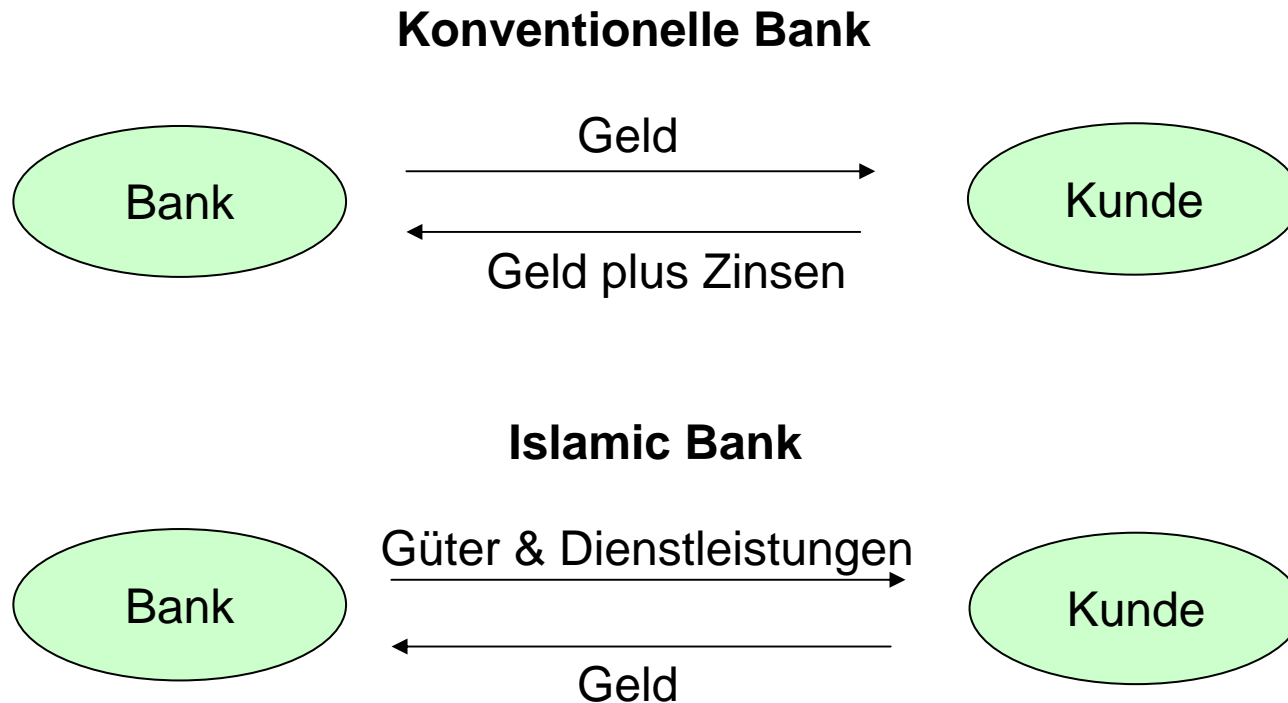 Konventionelle Bank
Geld
Bank
Kunde
Geld plus Zinsen
Islamic Bank
Güter & Dienstleistungen
Bank
Kunde
Geld